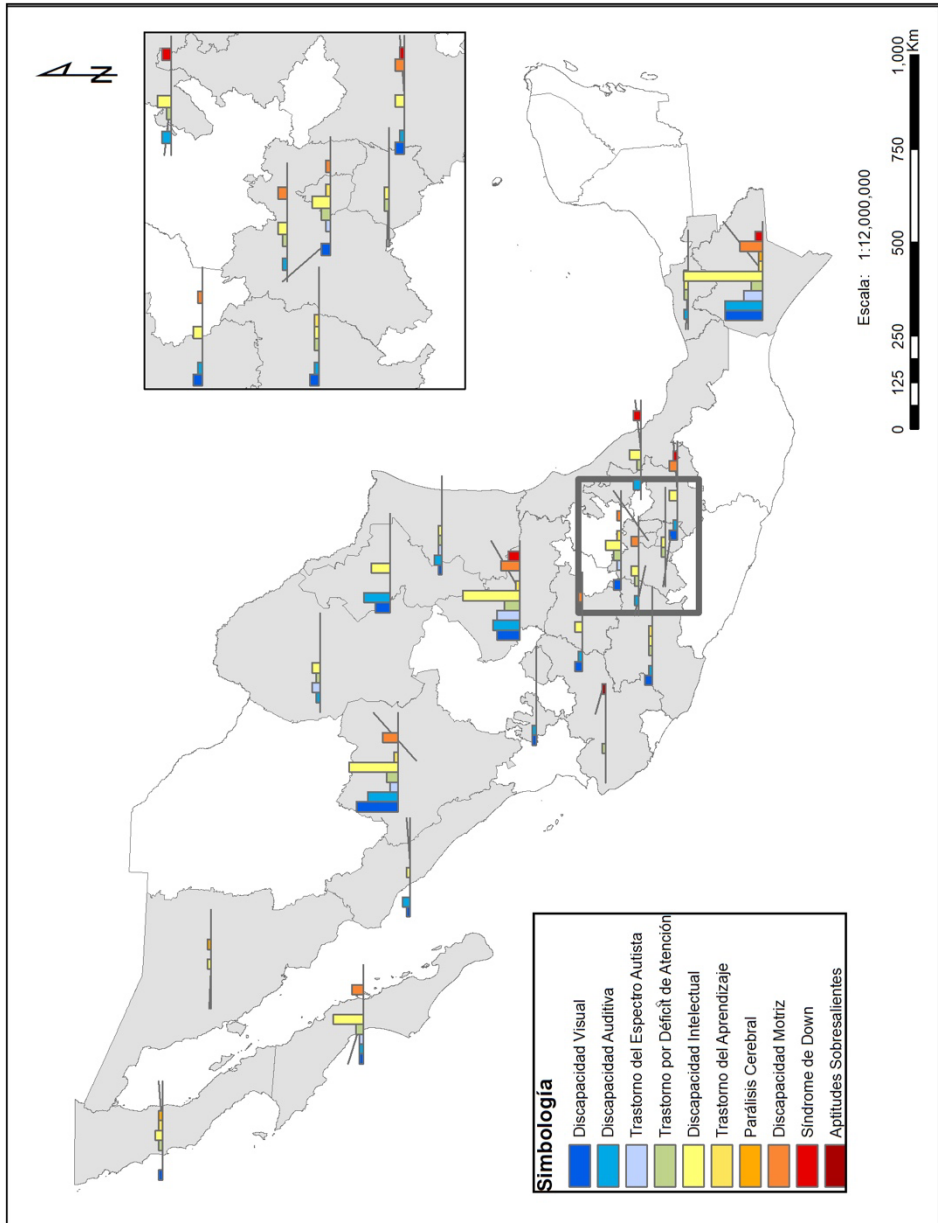 N
Simbología
Discapacidad Visual
Discapacidad Auditiva
Trastorno del Espectro Autista
Trastorno por Déficit de Atención
Discapacidad Intelectual
Trastorno del Aprendizaje
Parálisis Cerebral
Discapacidad Motriz
Síndrome de Down
Aptitudes Sobresalientes
Escala: 1:12,000,000
0 125 250 500 750 1,000
Km